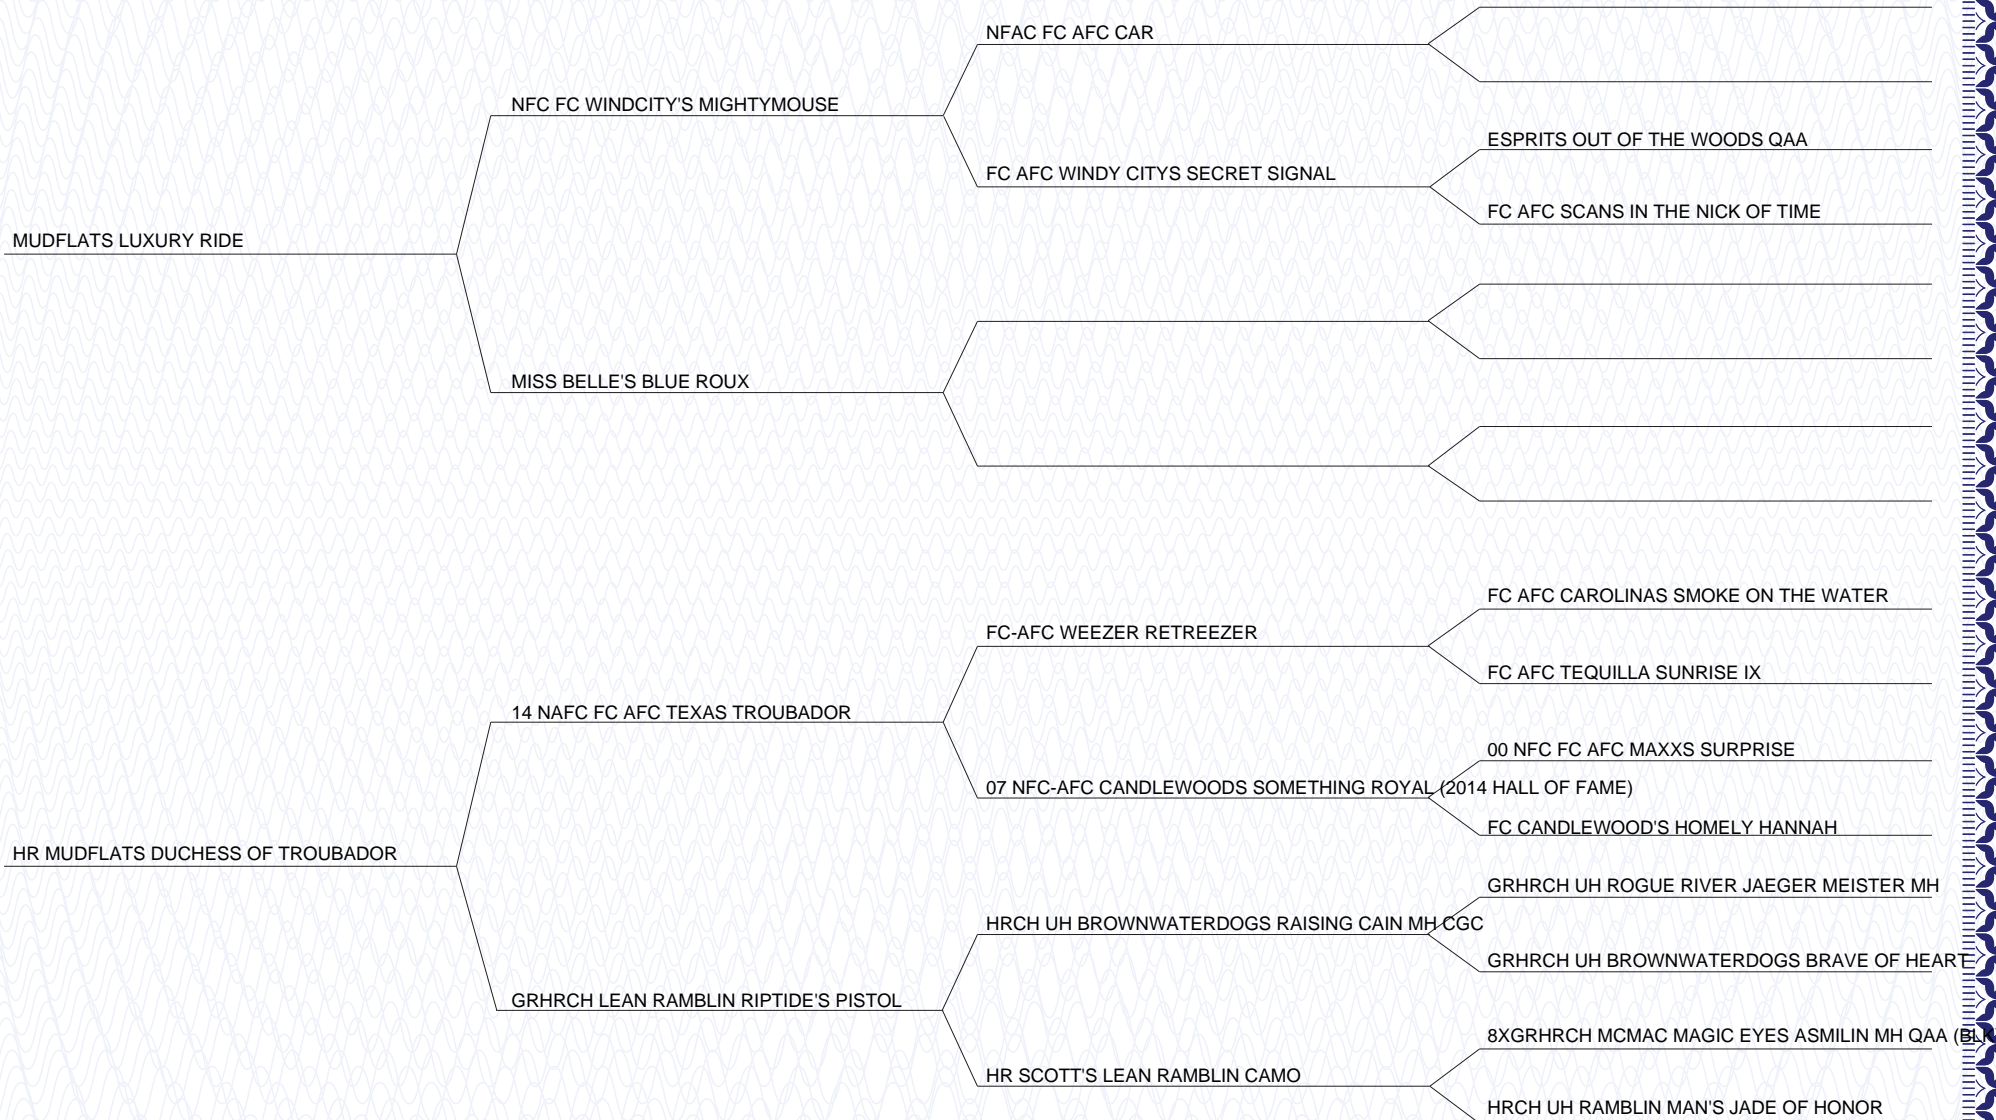 NFAC FC AFC CAR
NFC FC WINDCITY'S MIGHTYMOUSE
ESPRITS OUT OF THE WOODS QAA
FC AFC WINDY CITYS SECRET SIGNAL
FC AFC SCANS IN THE NICK OF TIME
MUDFLATS LUXURY RIDE
MISS BELLE'S BLUE ROUX
FC AFC CAROLINAS SMOKE ON THE WATER
FC-AFC WEEZER RETREEZER
FC AFC TEQUILLA SUNRISE IX
14 NAFC FC AFC TEXAS TROUBADOR
00 NFC FC AFC MAXXS SURPRISE
07 NFC-AFC CANDLEWOODS SOMETHING ROYAL (2014 HALL OF FAME)
FC CANDLEWOOD'S HOMELY HANNAH
HR MUDFLATS DUCHESS OF TROUBADOR
GRHRCH UH ROGUE RIVER JAEGER MEISTER MH
HRCH UH BROWNWATERDOGS RAISING CAIN MH CGC
GRHRCH UH BROWNWATERDOGS BRAVE OF HEART
GRHRCH LEAN RAMBLIN RIPTIDE'S PISTOL
8XGRHRCH MCMAC MAGIC EYES ASMILIN MH QAA (BLK
HR SCOTT'S LEAN RAMBLIN CAMO
HRCH UH RAMBLIN MAN'S JADE OF HONOR